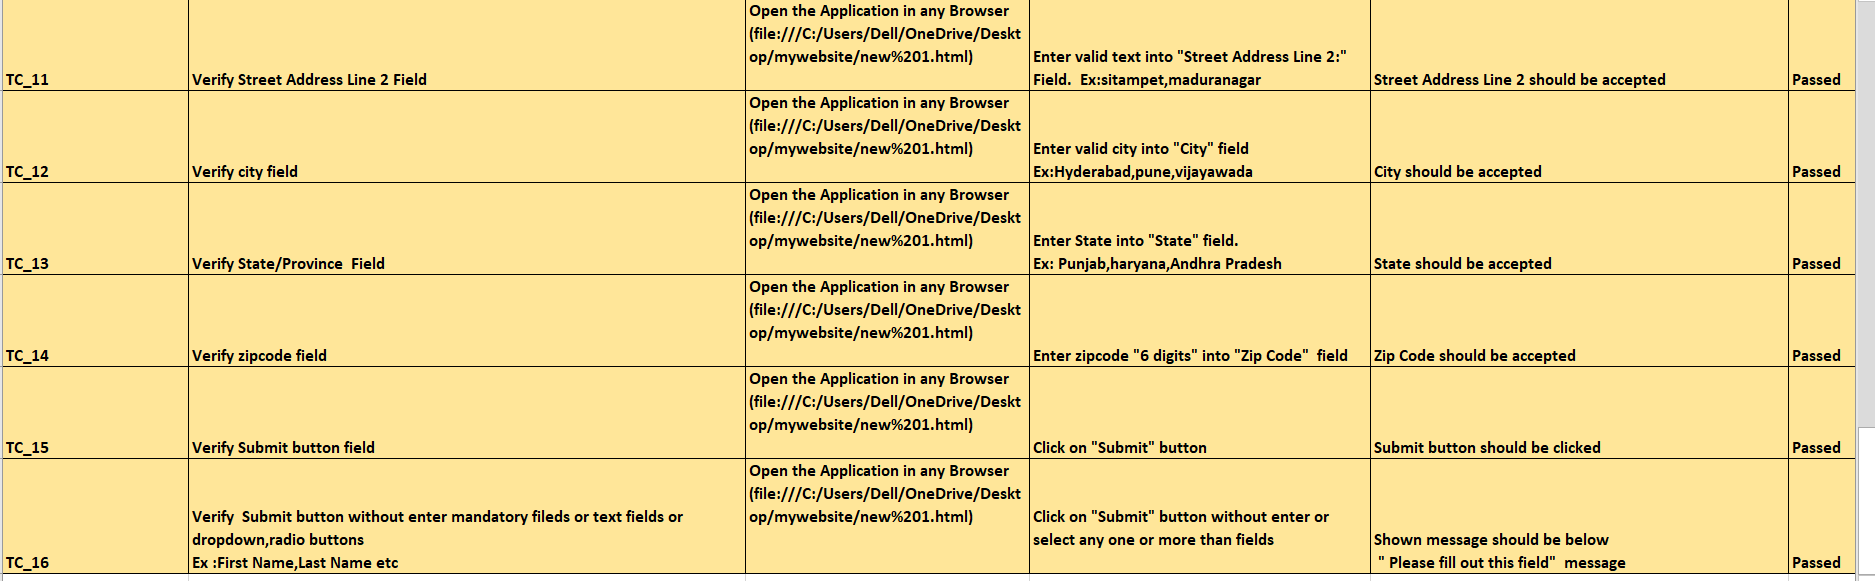 TC_11
Verify Street Address Line 2 Field
Open the Application in any Browser
(file:///C:/Users/Dell/OneDrive/Deskt
op/mywebsite/new%201.html)
Enter valid text into "Street Address Line 2:"
Field.  Ex:sitampet,maduranagar
Street Address Line 2 should be accepted
Passed
TC_12
Verify city field
Open the Application in any Browser
(file:///C:/Users/Dell/OneDrive/Deskt
op/mywebsite/new%201.html)
Enter valid city into "City" field
Ex:Hyderabad,pune,vijayawada
City should be accepted
Passed
TC_13
Verify State/Province  Field
Open the Application in any Browser
(file:///C:/Users/Dell/OneDrive/Deskt
op/mywebsite/new%201.html)
Enter State into "State" field.
Ex: Punjab,haryana,Andhra Pradesh
State should be accepted
Passed
TC_14
Verify zipcode field
Open the Application in any Browser
(file:///C:/Users/Dell/OneDrive/Deskt
op/mywebsite/new%201.html)
Enter zipcode "6 digits" into "Zip Code"  field
Zip Code should be accepted
Passed
TC_15
Verify Submit button field
Open the Application in any Browser
(file:///C:/Users/Dell/OneDrive/Deskt
op/mywebsite/new%201.html)
Click on "Submit" button
Submit button should be clicked
Passed
TC_16
Verify  Submit button without enter mandatory fileds or text fields or
dropdown,radio buttons
Ex :First Name,Last Name etc
Open the Application in any Browser
(file:///C:/Users/Dell/OneDrive/Deskt
op/mywebsite/new%201.html)
Click on "Submit" button without enter or
select any one or more than fields
Shown message should be below
" Please fill out this field"  message
Passed